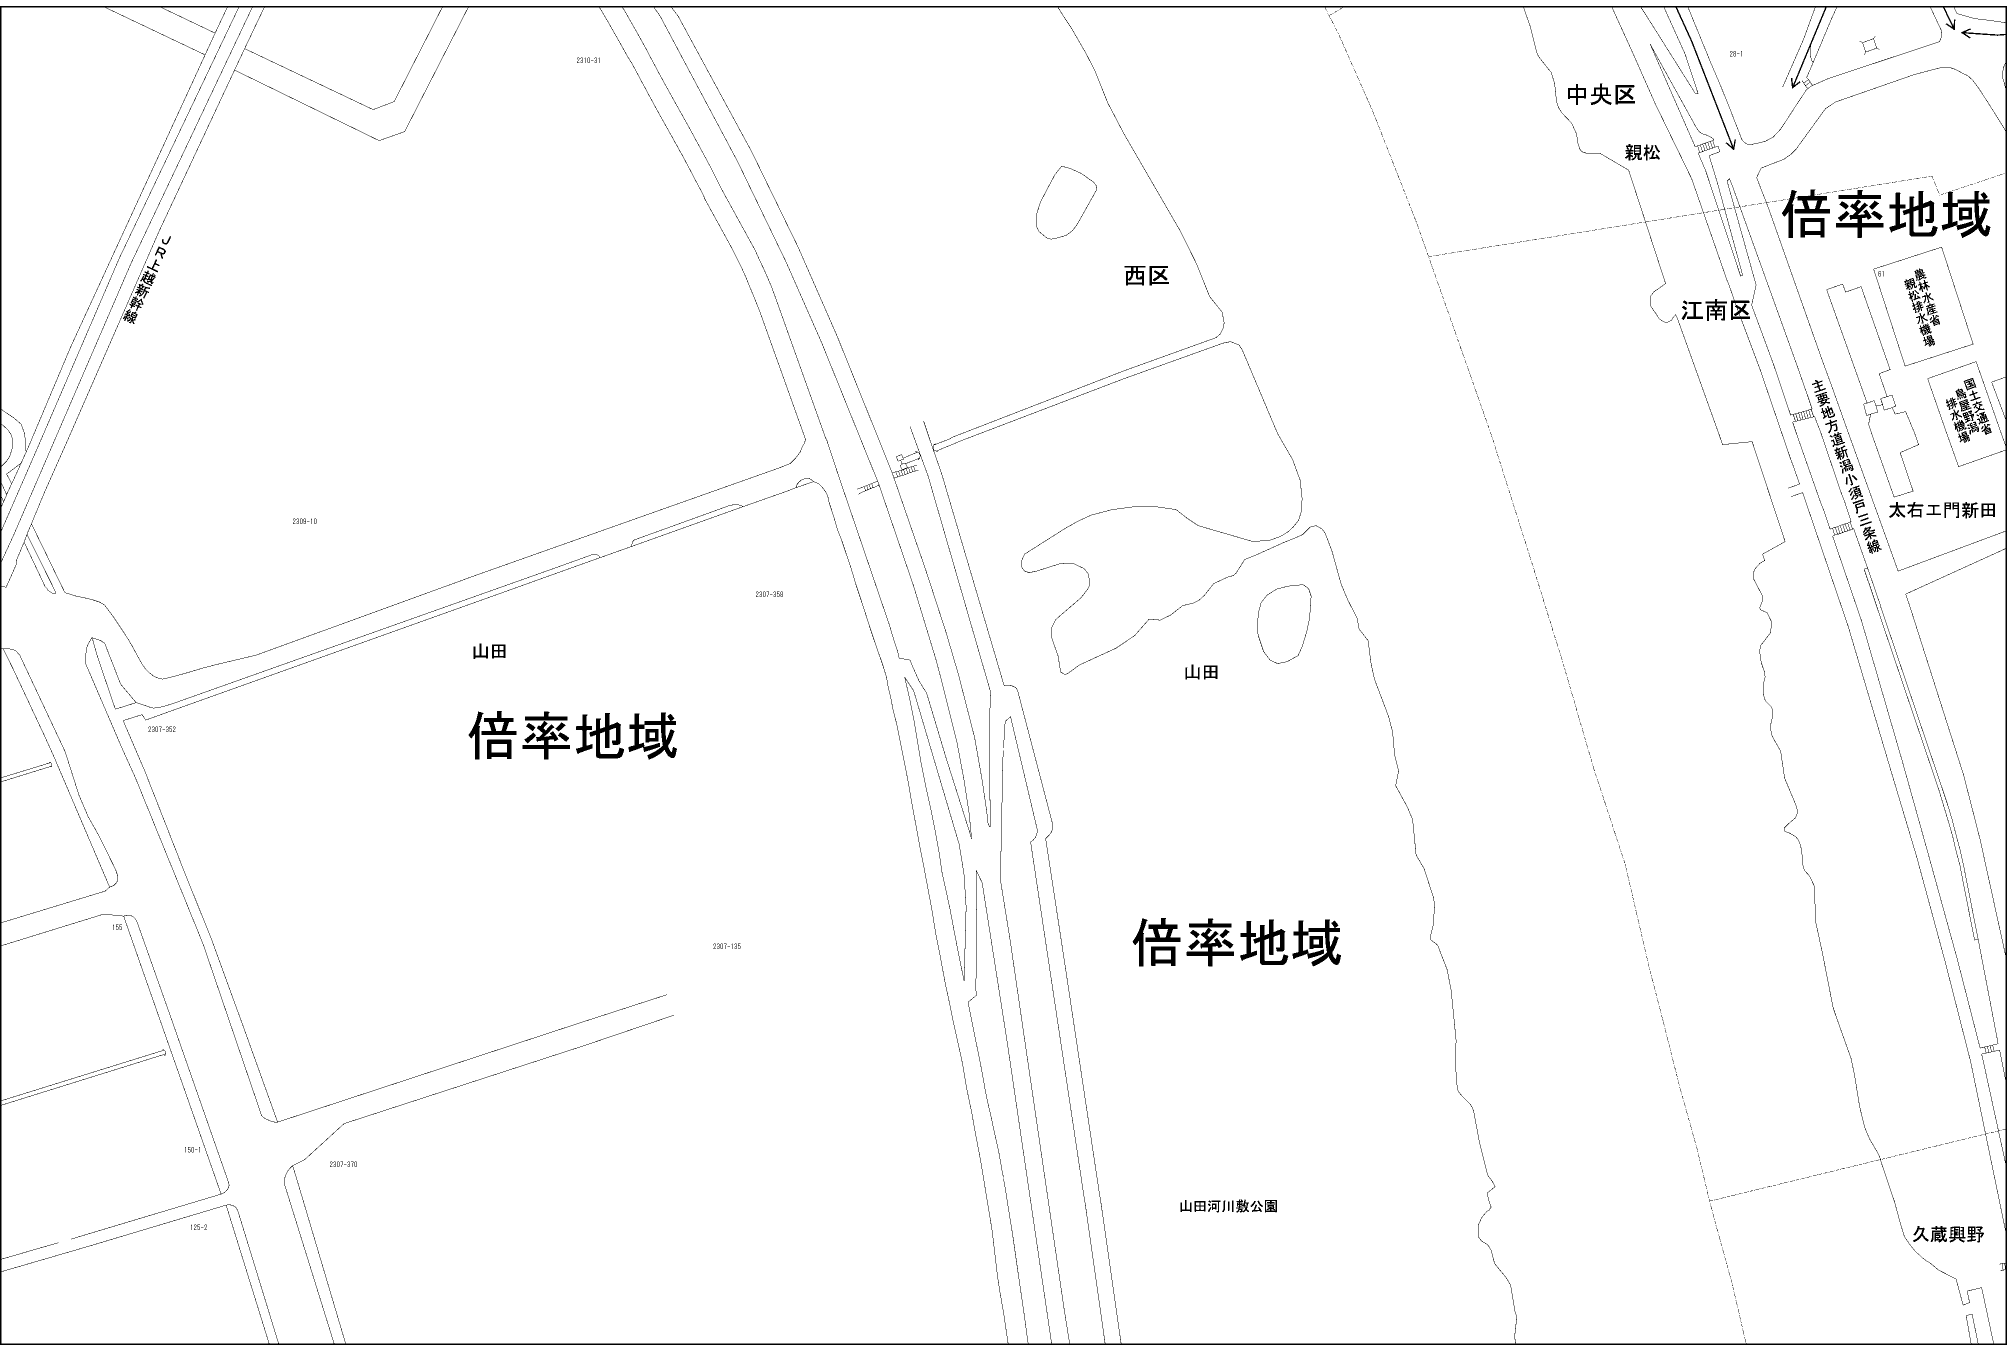 2310-31
28-1
中央区
親松
倍率地域
JR上越新幹線
西区
江南区
61
農林水産省
親松排水機場
国土交通省
鳥屋野潟
排水機場
主要地方道新潟小須戸三条線
太右エ門新田
2309-10
2307-358
山田
山田
2307-352
倍率地域
155
2307-135
倍率地域
150-1
2307-370
山田河川敷公園
125-2
久蔵興野